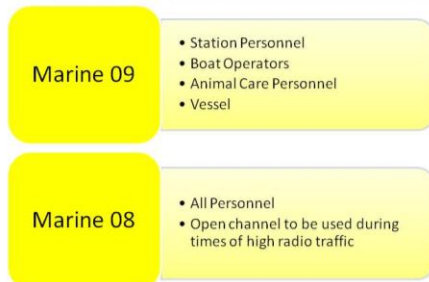 Marine 09
• Station Personnel
• Boat Operators
• Animal Care Personnel
• Vessel
Marine 08
• All Personnel
• Open channel to be used during
times of high radio traffic